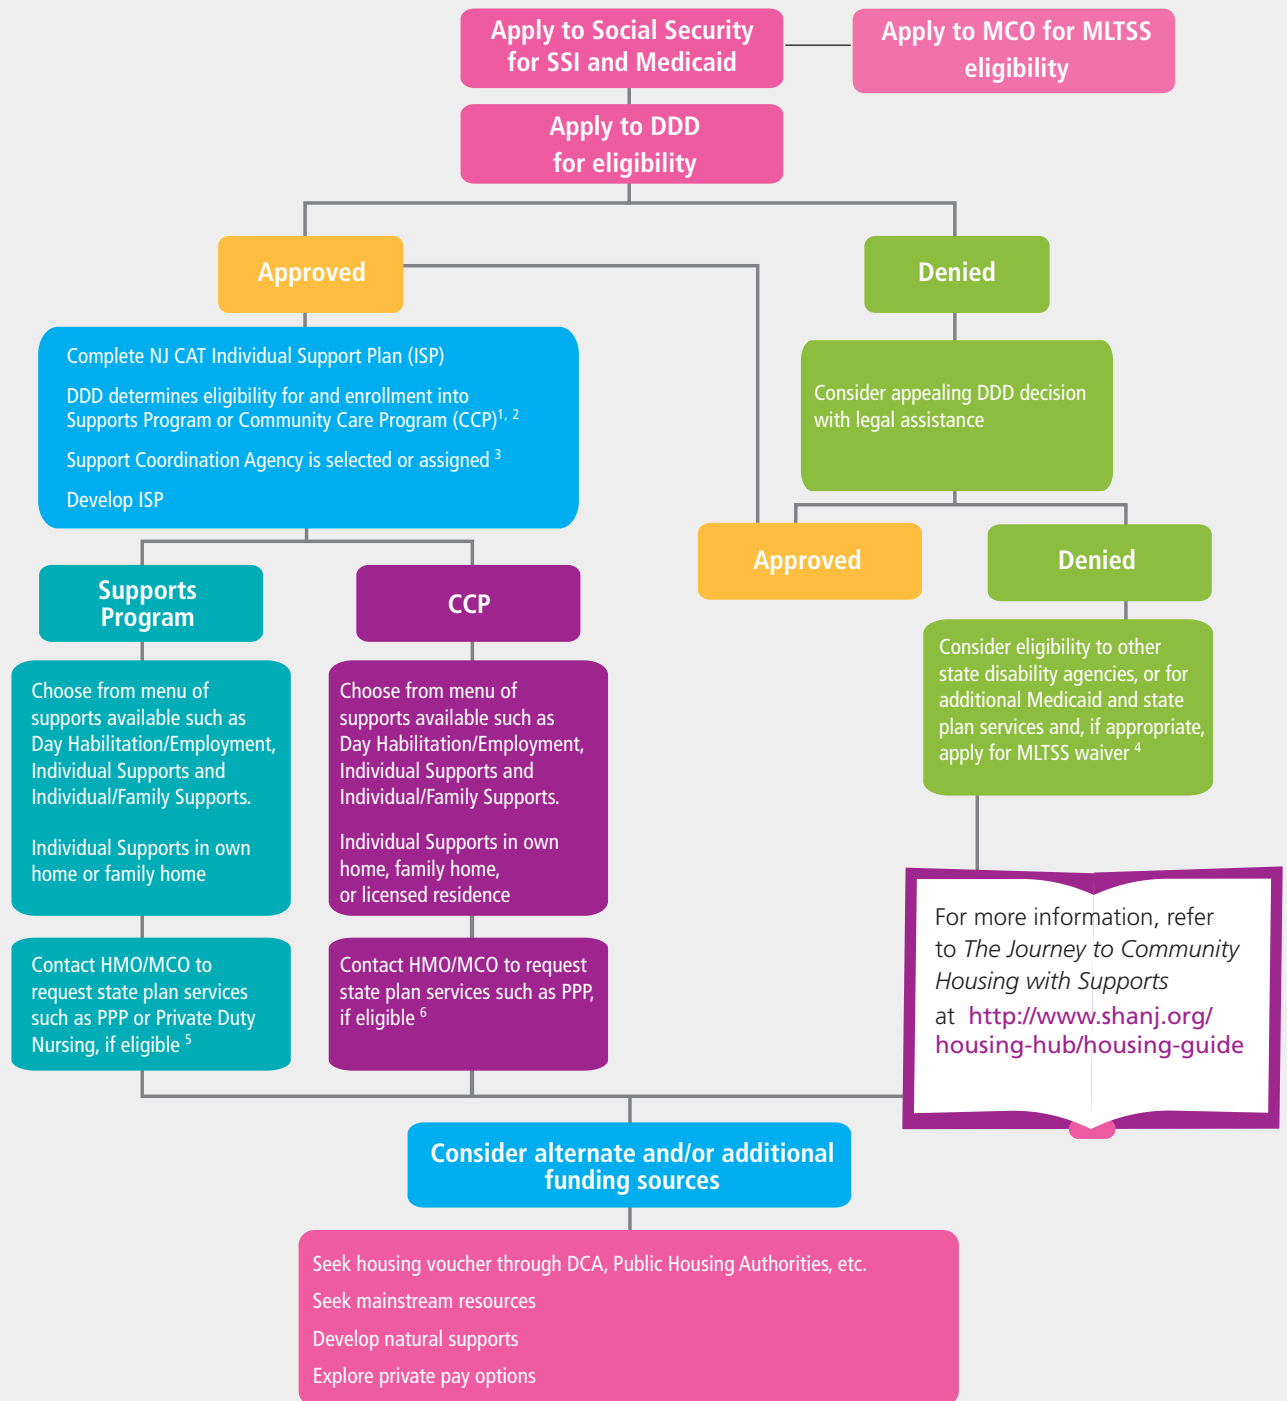 Apply to Social Security
for SSI and Medicaid
Apply to MCO for MLTSS
eligibility
Apply to DDD
for eligibility
Approved
Denied
Complete NJ CAT Individual Support Plan (ISP)
DDD determines eligibility for and enrollment into
Supports Program or Community Care Program (CCP)1, 2
Support Coordination Agency is selected or assigned 3
Develop ISP
Consider appealing DDD decision
with legal assistance
Approved
Denied
Supports
Program
CCP
Choose from menu of
supports available such as
Day Habilitation/Employment,
Individual Supports and
Individual/Family Supports.
Individual Supports in own
home or family home
Choose from menu of
supports available such as
Day Habilitation/Employment,
Individual Supports and
Individual/Family Supports.
Individual Supports in own
home, family home,
or licensed residence
Consider eligibility to other
state disability agencies, or for
additional Medicaid and state
plan services and, if appropriate,
apply for MLTSS waiver 4
Contact HMO/MCO to
request state plan services
such as PPP or Private Duty
Nursing, if eligible 5
Contact HMO/MCO to request
state plan services such as PPP,
if eligible 6
For more information, refer
to The Journey to Community
Housing with Supports
at http://www.shanj.org/
housing-hub/housing-guide
Consider alternate and/or additional
funding sources
Seek housing voucher through DCA, Public Housing Authorities, etc.
Seek mainstream resources
Develop natural supports
Explore private pay options